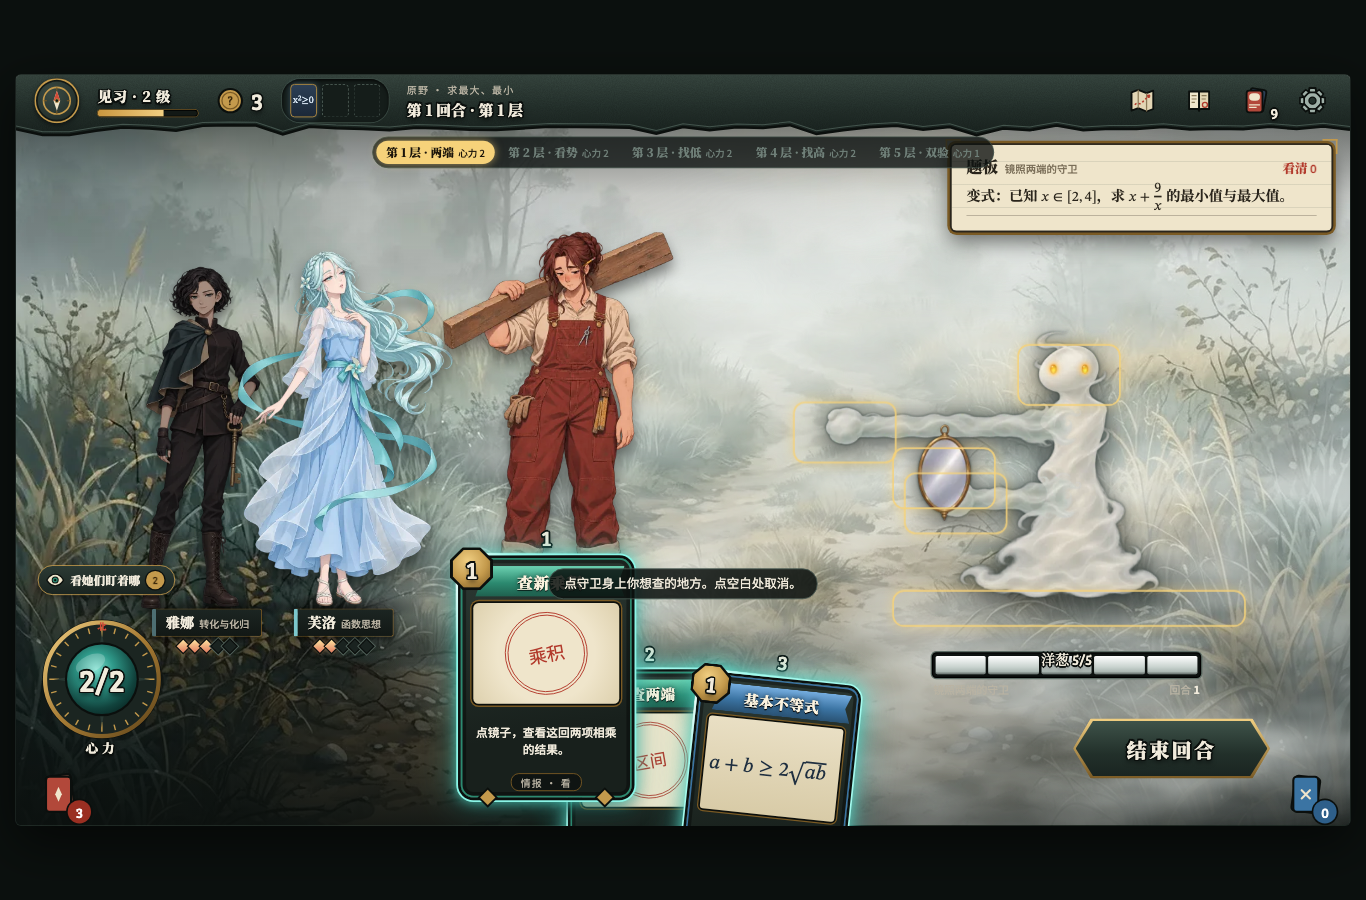 见习·2 级
? 3
x²≥0
原野 · 求最大、最小
第1回合·第1层
9
第1层·两端 心力2
第2层·看势 心力2
第3层·找低 心力2
第4层·找高 心力2
第5层·双验 心力1
题板 镜照两端的守卫
看清 0
变式：已知 x ∈ [2, 4]，求 x + 9/x 的最小值与最大值。
看她们盯着哪 2
雅娜 转化与化归
芙洛 函数思想
2/2
心力
3
1
1
查新
点守卫身上你想查的地方。点空白处取消。
乘积
点镜子，查看这回两项相乘
的结果。
情报 · 看
2
查两端
区间
3
1
基本不等式
a + b ≥ 2√ab
洋葱 5/5
回合 1
结束回合
0